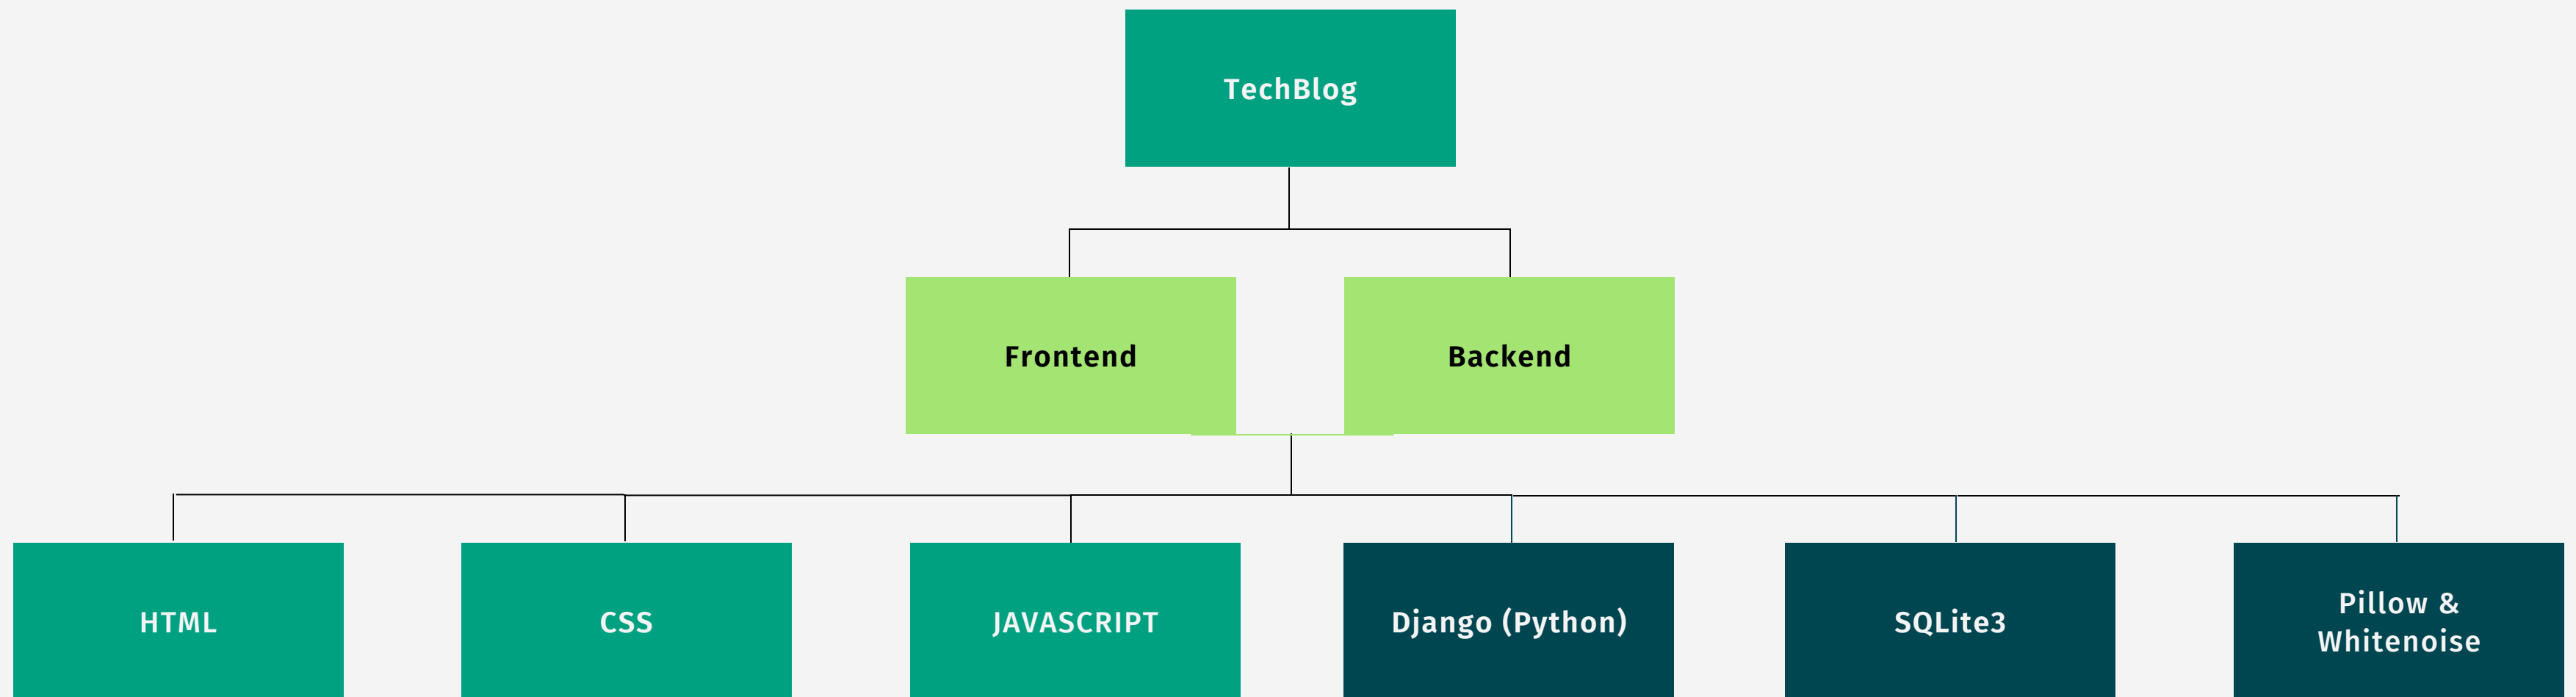 TechBlog
Frontend
Backend
HTML
CSS
JAVASCRIPT
Django (Python)
SQLite3
Pillow &
Whitenoise